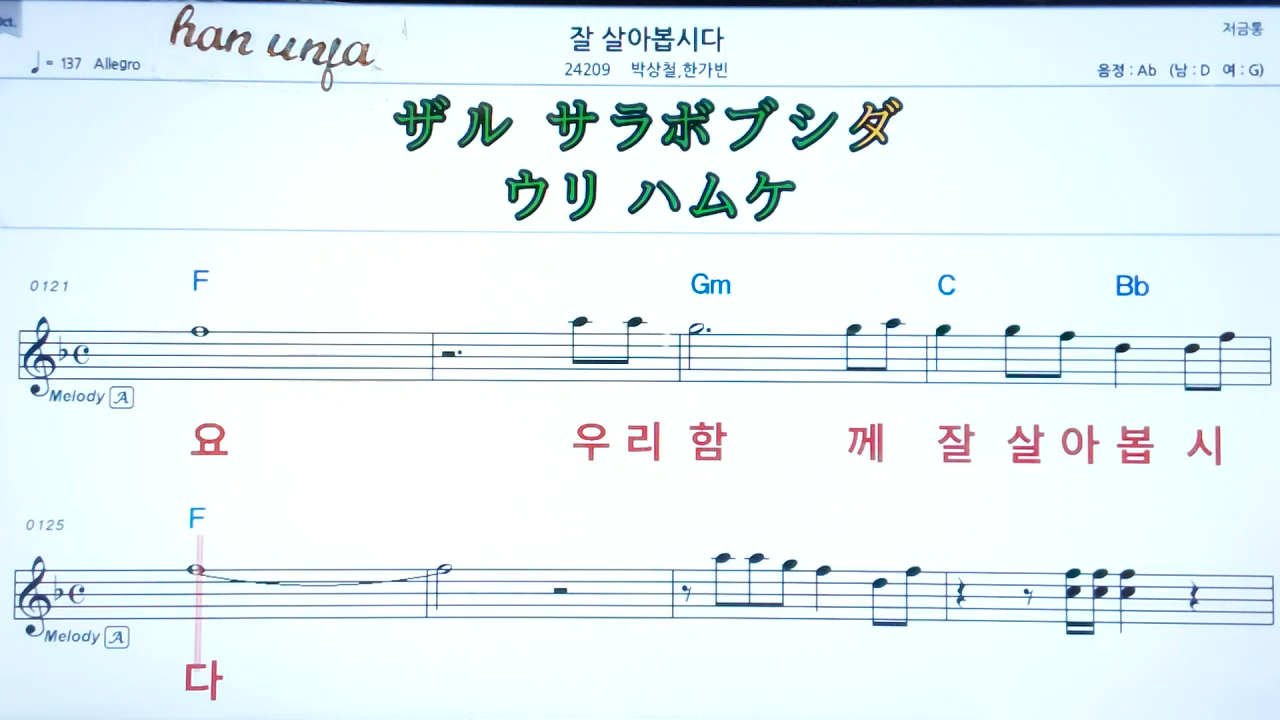 han unfa
잘 살아봅시다
저금통
♩= 137 Allegro
24209 박상철,한가빈
음정 : Ab (남 : D 여 : G)
ザル サラボブシダ
ウリ ハムケ
0121
F Gm C Bb
Melody A
요 우 리 함 께 잘 살 아 봅 시
0125
F
Melody A
다